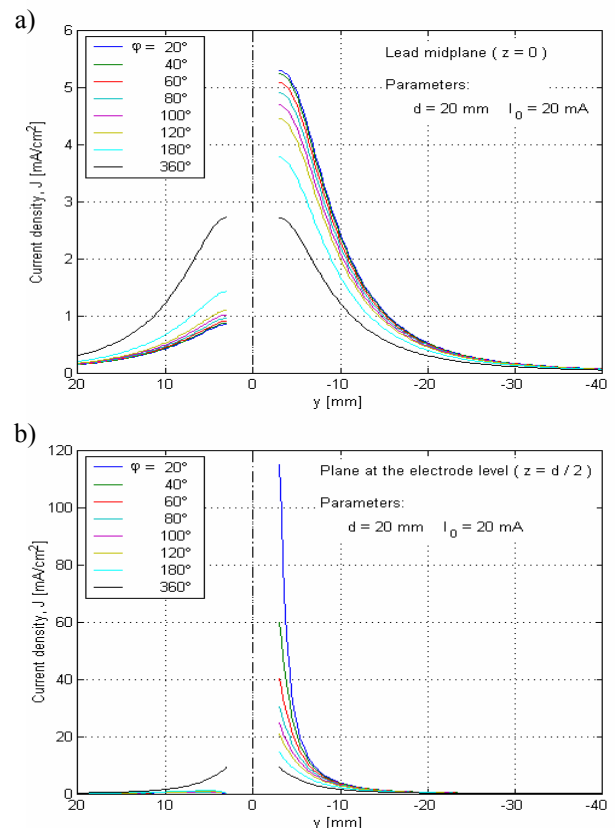 a)
φ = 20°
40°
60°
80°
100°
120°
180°
360°
Lead midplane ( z = 0 )
Parameters:
d = 20 mm I₀ = 20 mA
Current density, J [mA/cm²]
6
5
4
3
2
1
0
20 10 0 -10 -20 -30 -40
y [mm]
b)
φ = 20°
40°
60°
80°
100°
120°
180°
360°
Plane at the electrode level ( z = d / 2 )
Parameters:
d = 20 mm I₀ = 20 mA
Current density, J [mA/cm²]
120
100
80
60
40
20
0
20 10 0 -10 -20 -30 -40
y [mm]